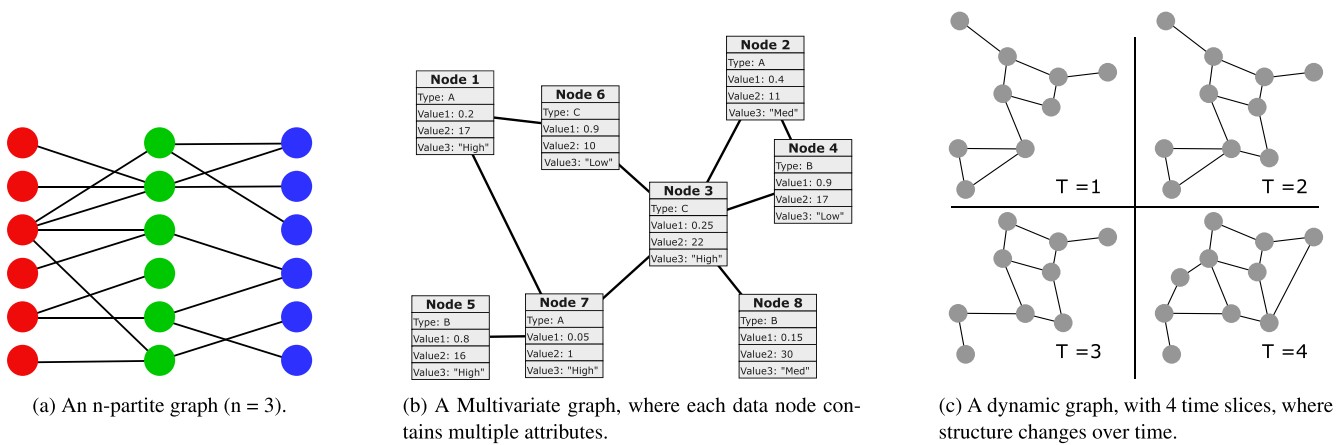 Node 1
Type: A
Value1: 0.2
Value2: 17
Value3: "High"
Node 6
Type: C
Value1: 0.9
Value2: 10
Value3: "Low"
Node 2
Type: A
Value1: 0.4
Value2: 11
Value3: "Med"
Node 4
Type: B
Value1: 0.9
Value2: 17
Value3: "Low"
Node 3
Type: C
Value1: 0.25
Value2: 22
Value3: "High"
Node 5
Type: B
Value1: 0.8
Value2: 16
Value3: "High"
Node 7
Type: A
Value1: 0.05
Value2: 1
Value3: "High"
Node 8
Type: B
Value1: 0.15
Value2: 30
Value3: "Med"
T =1
T =2
T =3
T =4
(a) An n-partite graph (n = 3).
(b) A Multivariate graph, where each data node con-
tains multiple attributes.
(c) A dynamic graph, with 4 time slices, where
structure changes over time.